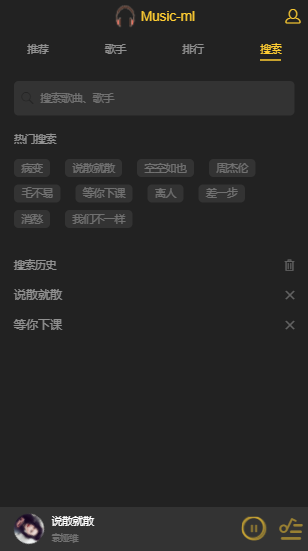 Music-ml
推荐 歌手 排行 搜索
搜索歌曲、歌手
热门搜索
病变 说散就散 空空如也 周杰伦
毛不易 等你下课 离人 差一步
消愁 我们不一样
搜索历史
说散就散
等你下课
说散就散
袁娅维